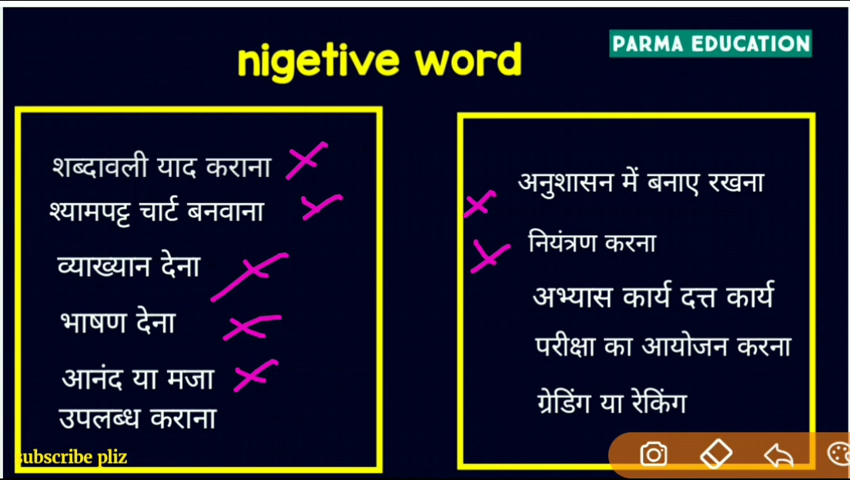 nigetive word
PARMA EDUCATION
शब्दावली याद कराना
श्यामपट्ट चार्ट बनवाना
व्याख्यान देना
भाषण देना
आनंद या मजा
उपलब्ध कराना
अनुशासन में बनाए रखना
नियंत्रण करना
अभ्यास कार्य दत्त कार्य
परीक्षा का आयोजन करना
ग्रेडिंग या रेकिंग
subscribe pliz